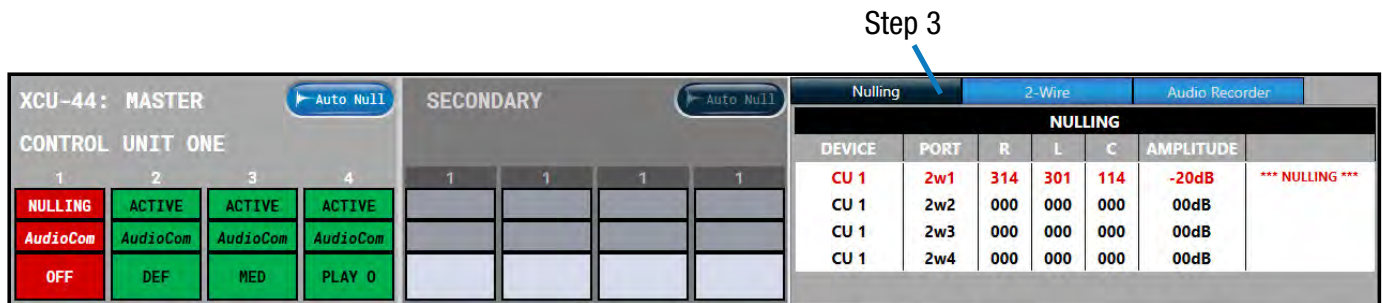 Step 3
XCU-44: MASTER Auto Null
CONTROL UNIT ONE
1 2 3 4
NULLING ACTIVE ACTIVE ACTIVE
AudioCom AudioCom AudioCom AudioCom
OFF DEF MED PLAY O
SECONDARY Auto Null
1 1 1 1
Nulling 2-Wire Audio Recorder
NULLING
DEVICE PORT R L C AMPLITUDE
CU 1 2w1 314 301 114 -20dB *** NULLING ***
CU 1 2w2 000 000 000 00dB
CU 1 2w3 000 000 000 00dB
CU 1 2w4 000 000 000 00dB